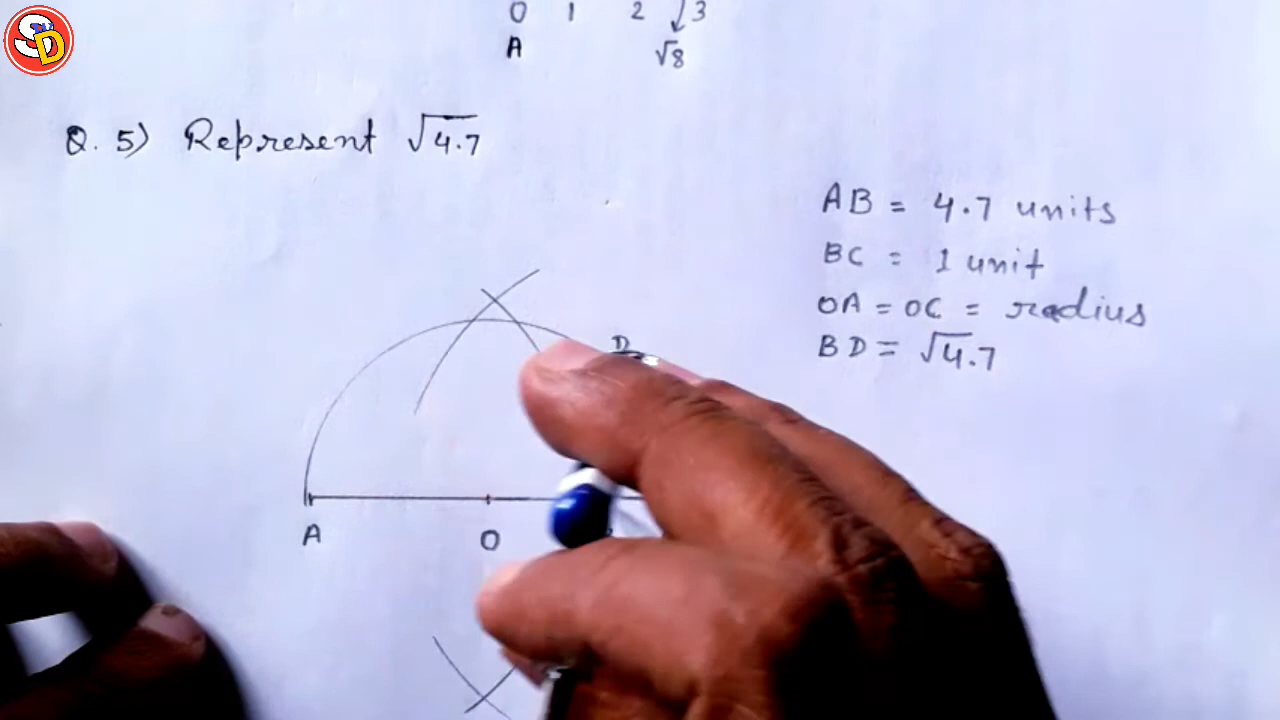 SD
0 1 2 3
A √8
Q. 5) Represent √4.7
AB = 4.7 units
BC = 1 unit
OA = OC = radius
BD = √4.7
D
A O